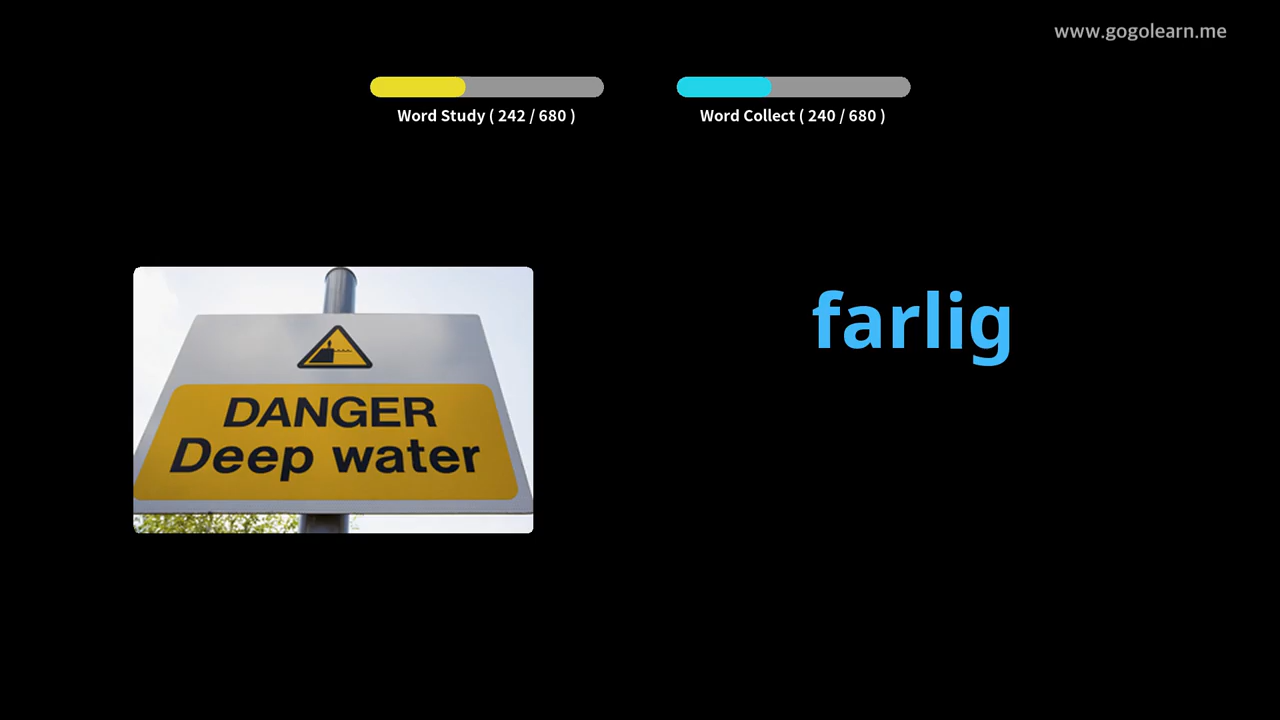 www.gogolearn.me
Word Study ( 242 / 680 )
Word Collect ( 240 / 680 )
DANGER
Deep water
farlig